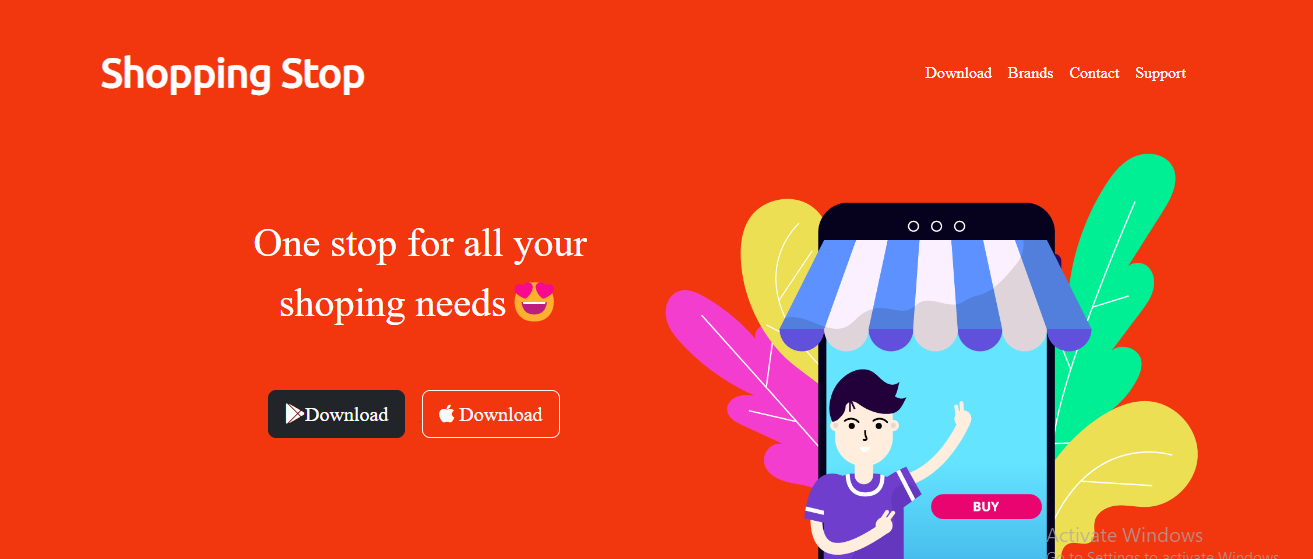 Shopping Stop
Download Brands Contact Support
One stop for all your
shoping needs😍
Download
Download
BUY
Activate Windows
Go to Settings to activate Windows.